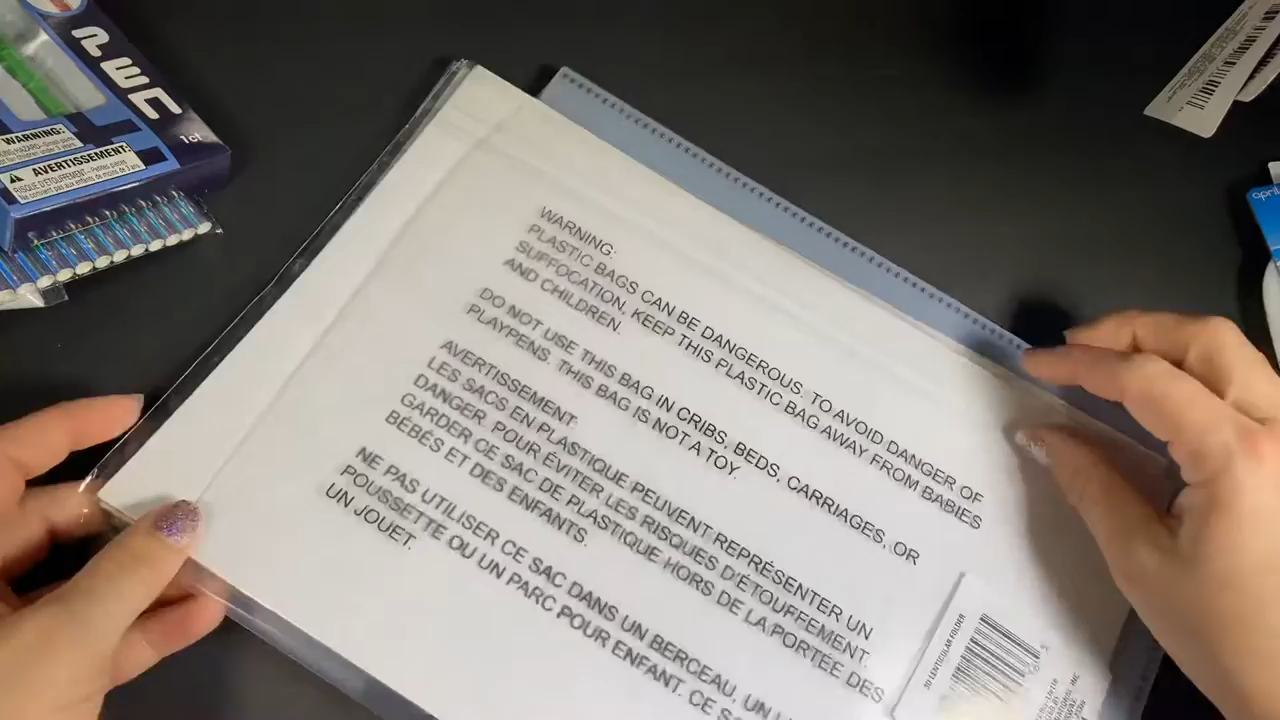 1ct
WARNING:
AVERTISSEMENT:
WARNING:
PLASTIC BAGS CAN BE DANGEROUS. TO AVOID DANGER OF
SUFFOCATION, KEEP THIS PLASTIC BAG AWAY FROM BABIES
AND CHILDREN.
DO NOT USE THIS BAG IN CRIBS, BEDS, CARRIAGES, OR
PLAYPENS. THIS BAG IS NOT A TOY.
AVERTISSEMENT:
LES SACS EN PLASTIQUE PEUVENT REPRÉSENTER UN
DANGER. POUR ÉVITER LES RISQUES D'ÉTOUFFEMENT,
GARDER CE SAC DE PLASTIQUE HORS DE LA PORTÉE DES
BÉBÉS ET DES ENFANTS.
NE PAS UTILISER CE SAC DANS UN BERCEAU, UN
POUSSETTE OU UN PARC POUR ENFANT. CE
UN JOUET.
3D LENTICULAR FOLDER
april